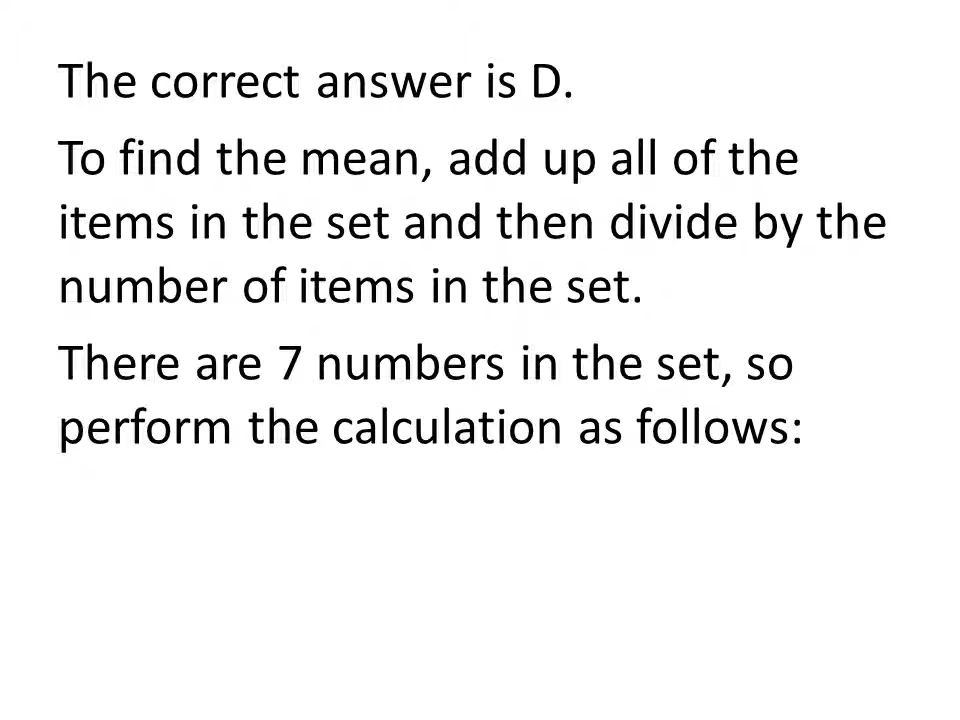 The correct answer is D.
To find the mean, add up all of the
items in the set and then divide by the
number of items in the set.
There are 7 numbers in the set, so
perform the calculation as follows: